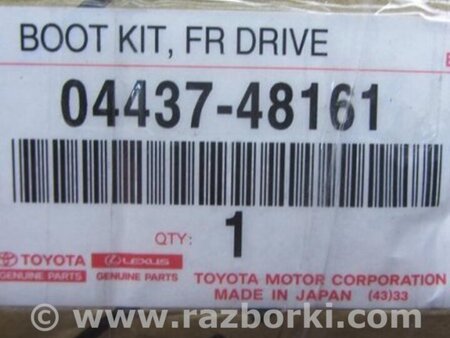 BOOT KIT, FR DRIVE
04437-48161
QTY: 1
TOYOTA LEXUS
GENUINE PARTS GENUINE PARTS
TOYOTA MOTOR CORPORATION
MADE IN JAPAN (43)33
www.razborki.com